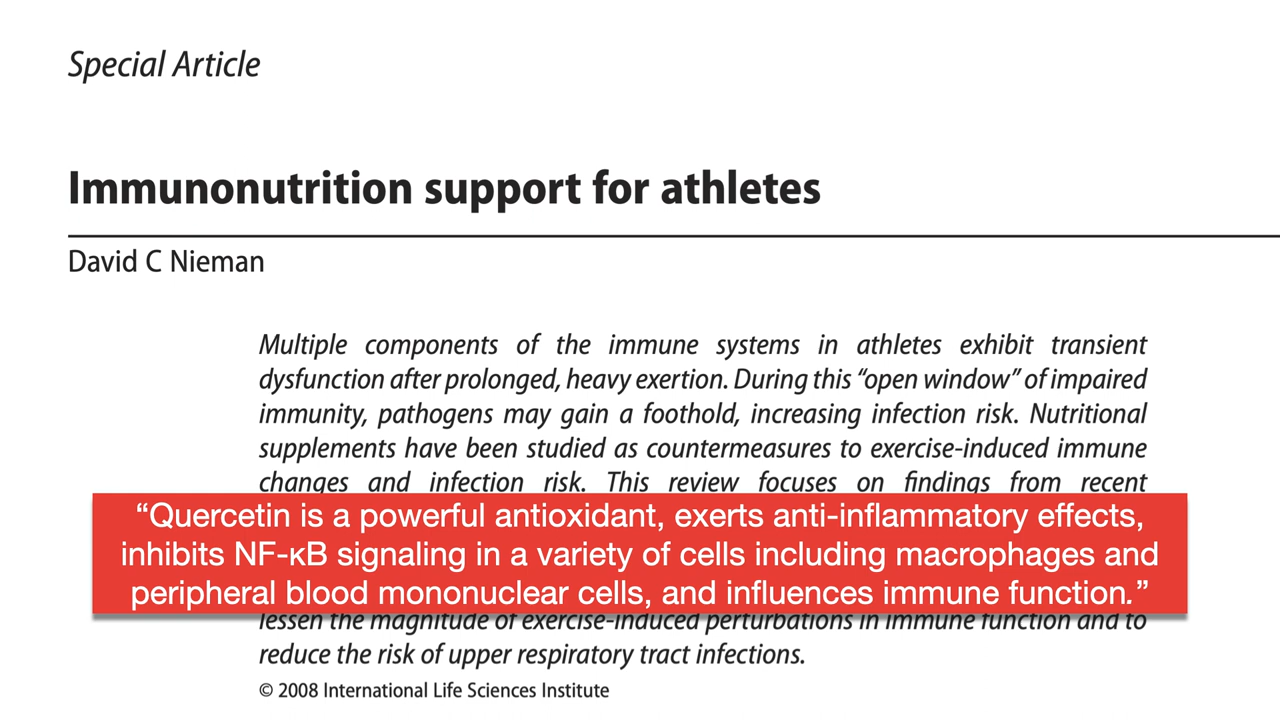 Special Article
Immunonutrition support for athletes
David C Nieman
Multiple components of the immune systems in athletes exhibit transient
dysfunction after prolonged, heavy exertion. During this “open window” of impaired
immunity, pathogens may gain a foothold, increasing infection risk. Nutritional
supplements have been studied as countermeasures to exercise-induced immune
changes and infection risk. This review focuses on findings from recent
“Quercetin is a powerful antioxidant, exerts anti-inflammatory effects,
inhibits NF-κB signaling in a variety of cells including macrophages and
peripheral blood mononuclear cells, and influences immune function.”
lessen the magnitude of exercise-induced perturbations in immune function and to
reduce the risk of upper respiratory tract infections.
© 2008 International Life Sciences Institute